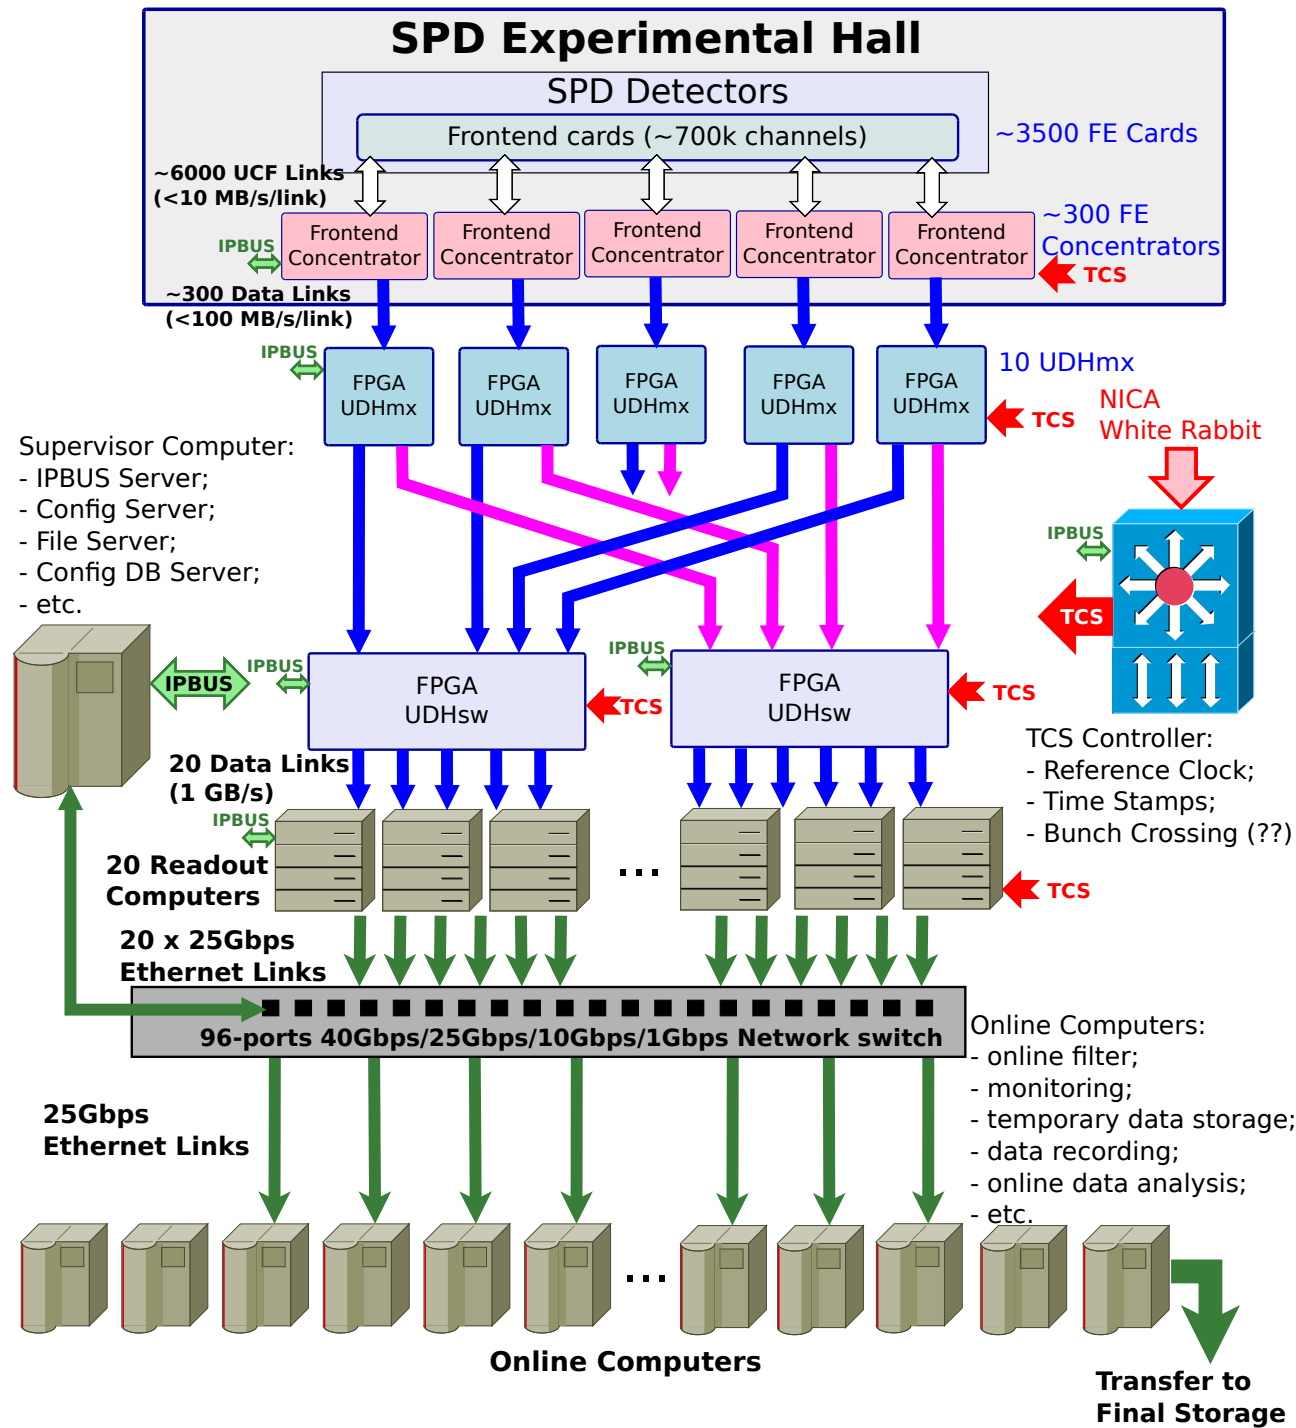 SPD Experimental Hall
SPD Detectors
Frontend cards (~700k channels)
~3500 FE Cards
~6000 UCF Links
(<10 MB/s/link)
Frontend
Concentrator
Frontend
Concentrator
Frontend
Concentrator
Frontend
Concentrator
Frontend
Concentrator
~300 FE
Concentrators
IPBUS
TCS
~300 Data Links
(<100 MB/s/link)
IPBUS
FPGA
UDHmx
FPGA
UDHmx
FPGA
UDHmx
FPGA
UDHmx
FPGA
UDHmx
10 UDHmx
TCS
NICA
White Rabbit
Supervisor Computer:
- IPBUS Server;
- Config Server;
- File Server;
- Config DB Server;
- etc.
IPBUS
TCS
IPBUS
IPBUS
FPGA
UDHsw
TCS
IPBUS
FPGA
UDHsw
TCS
TCS Controller:
- Reference Clock;
- Time Stamps;
- Bunch Crossing (??)
20 Data Links
(1 GB/s)
IPBUS
20 Readout
Computers
...
TCS
20 x 25Gbps
Ethernet Links
96-ports 40Gbps/25Gbps/10Gbps/1Gbps Network switch
Online Computers:
- online filter;
- monitoring;
- temporary data storage;
- data recording;
- online data analysis;
- etc.
25Gbps
Ethernet Links
...
Online Computers
Transfer to
Final Storage